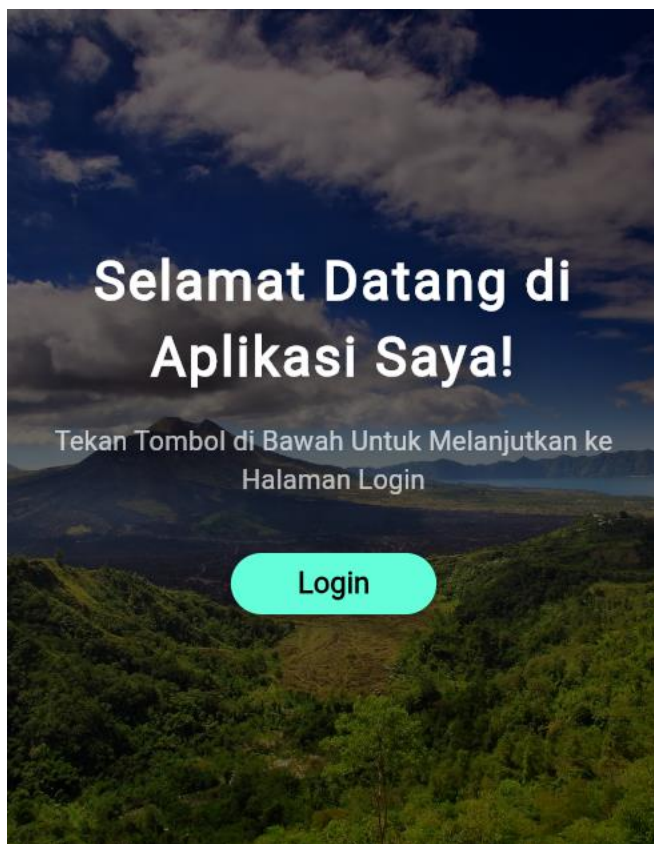 Selamat Datang di
Aplikasi Saya!
Tekan Tombol di Bawah Untuk Melanjutkan ke
Halaman Login
Login